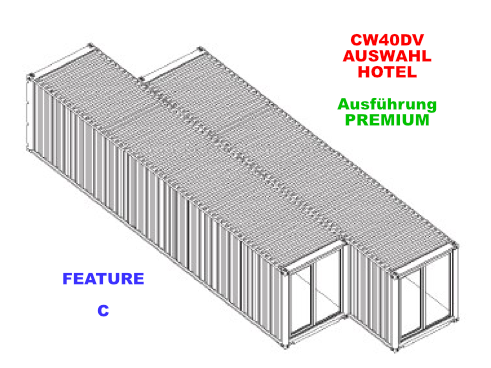 CW40DV
AUSWAHL
HOTEL
Ausführung
PREMIUM
FEATURE
C